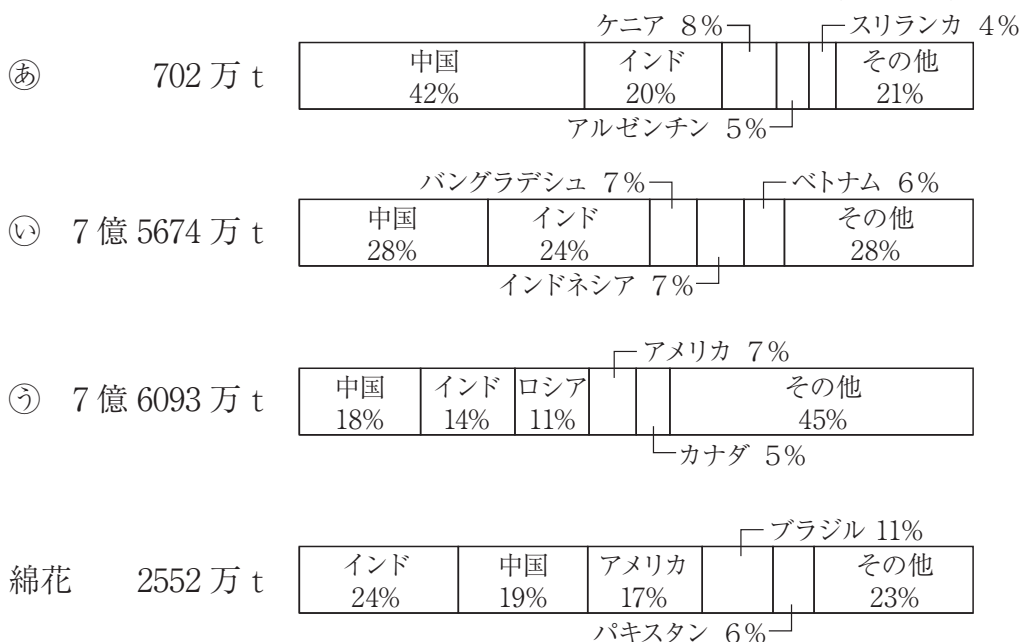 ケニア 8% スリランカ 4%
あ 702万t 中国 42% インド 20% その他 21%
アルゼンチン 5%
バングラデシュ 7% ベトナム 6%
い 7億5674万t 中国 28% インド 24% その他 28%
インドネシア 7%
アメリカ 7%
う 7億6093万t 中国 18% インド 14% ロシア 11% その他 45%
カナダ 5%
ブラジル 11%
綿花 2552万t インド 24% 中国 19% アメリカ 17% その他 23%
パキスタン 6%